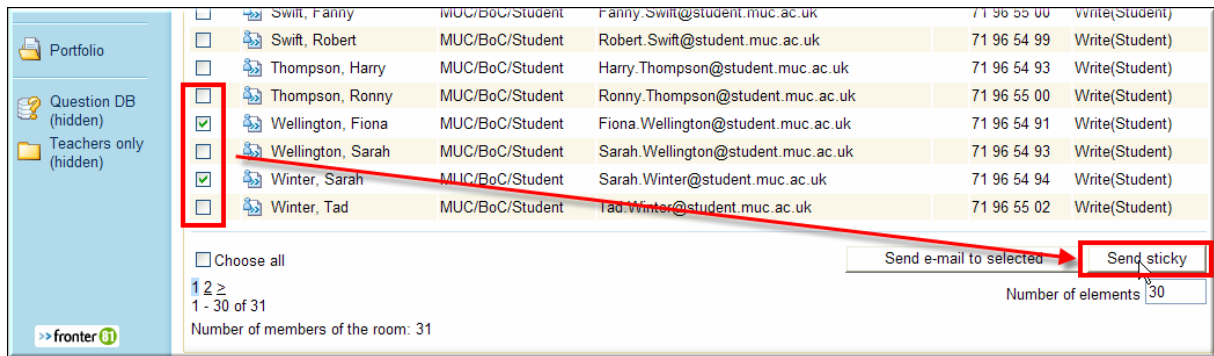 Swift, Fanny MUC/BoC/Student Fanny.Swift@student.muc.ac.uk 71 96 55 00 Write(Student)
Portfolio
Swift, Robert MUC/BoC/Student Robert.Swift@student.muc.ac.uk 71 96 54 99 Write(Student)
Thompson, Harry MUC/BoC/Student Harry.Thompson@student.muc.ac.uk 71 96 54 93 Write(Student)
Question DB
(hidden)
Thompson, Ronny MUC/BoC/Student Ronny.Thompson@student.muc.ac.uk 71 96 55 00 Write(Student)
Wellington, Fiona MUC/BoC/Student Fiona.Wellington@student.muc.ac.uk 71 96 54 91 Write(Student)
Teachers only
(hidden)
Wellington, Sarah MUC/BoC/Student Sarah.Wellington@student.muc.ac.uk 71 96 54 93 Write(Student)
Winter, Sarah MUC/BoC/Student Sarah.Winter@student.muc.ac.uk 71 96 54 94 Write(Student)
Winter, Tad MUC/BoC/Student Tad.Winter@student.muc.ac.uk 71 96 55 02 Write(Student)
Choose all
Send e-mail to selected Send sticky
1 2 >
Number of elements 30
1 - 30 of 31
Number of members of the room: 31
>> fronter 81